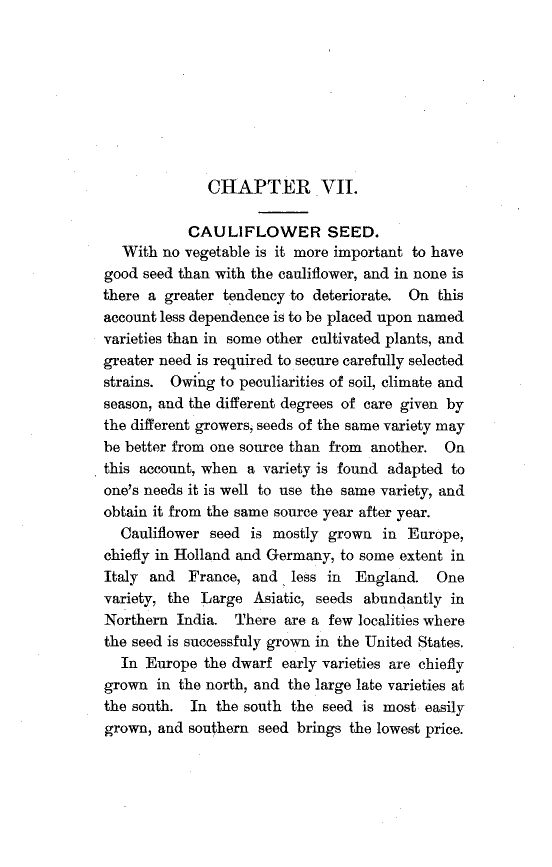 CHAPTER VII.
CAULIFLOWER SEED.
With no vegetable is it more important to have
good seed than with the cauliflower, and in none is
there a greater tendency to deteriorate. On this
account less dependence is to be placed upon named
varieties than in some other cultivated plants, and
greater need is required to secure carefully selected
strains. Owing to peculiarities of soil, climate and
season, and the different degrees of care given by
the different growers, seeds of the same variety may
be better from one source than from another. On
this account, when a variety is found adapted to
one's needs it is well to use the same variety, and
obtain it from the same source year after year.
Cauliflower seed is mostly grown in Europe,
chiefly in Holland and Germany, to some extent in
Italy and France, and less in England. One
variety, the Large Asiatic, seeds abundantly in
Northern India. There are a few localities where
the seed is successfuly grown in the United States.
In Europe the dwarf early varieties are chiefly
grown in the north, and the large late varieties at
the south. In the south the seed is most easily
grown, and southern seed brings the lowest price.